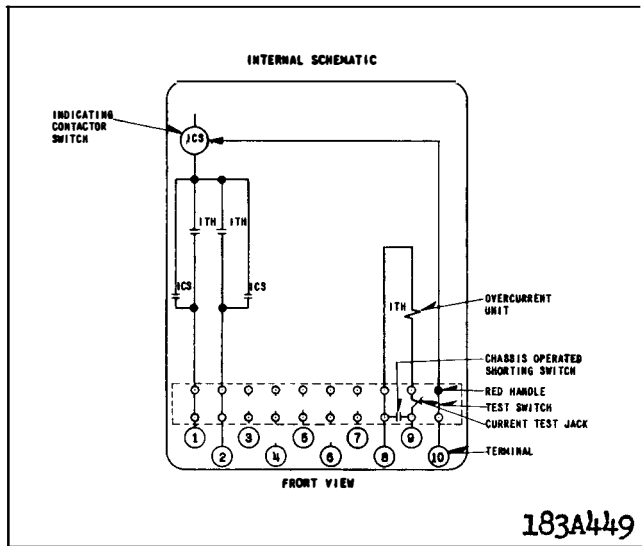 INTERNAL SCHEMATIC
INDICATING
CONTACTOR
SWITCH
ICS
ITH ITH
ICS ICS
ITH
OVERCURRENT
UNIT
CHASSIS OPERATED
SHORTING SWITCH
RED HANDLE
TEST SWITCH
CURRENT TEST JACK
1 3 5 7 9
2 4 6 8 10
TERMINAL
FRONT VIEW
183A449